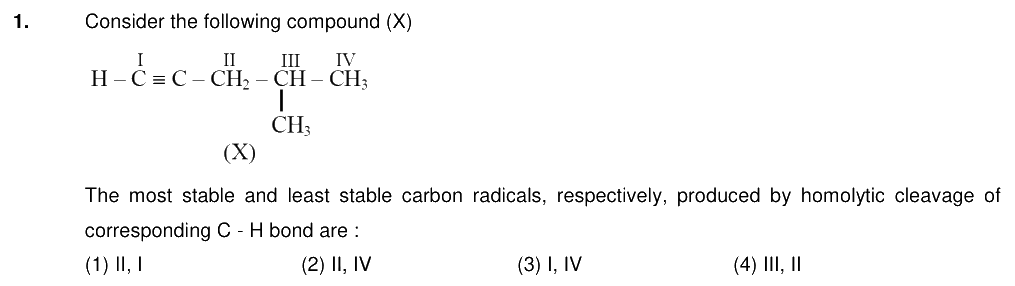 1. Consider the following compound (X)
I II III IV
H – C ≡ C – CH₂ – CH – CH₃
CH₃
(X)
The most stable and least stable carbon radicals, respectively, produced by homolytic cleavage of
corresponding C - H bond are :
(1) II, I (2) II, IV (3) I, IV (4) III, II